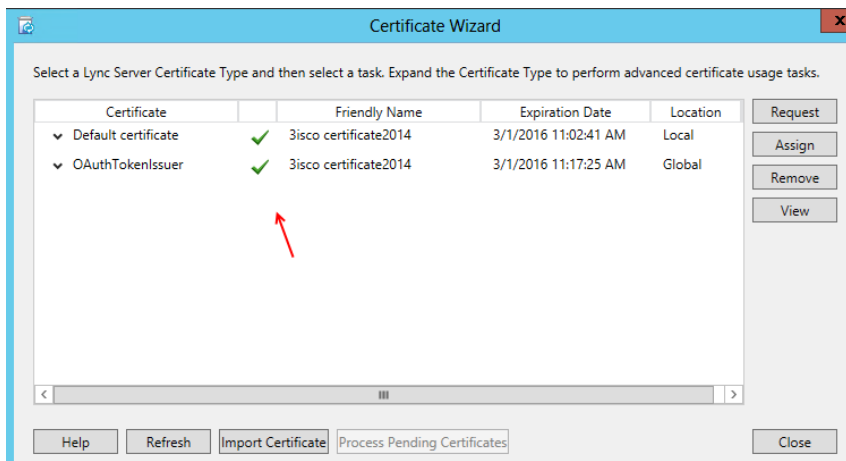 Certificate Wizard
x
Select a Lync Server Certificate Type and then select a task. Expand the Certificate Type to perform advanced certificate usage tasks.
Certificate Friendly Name Expiration Date Location
Default certificate 3isco certificate2014 3/1/2016 11:02:41 AM Local
OAuthTokenIssuer 3isco certificate2014 3/1/2016 11:17:25 AM Global
Request
Assign
Remove
View
Help Refresh Import Certificate Process Pending Certificates Close